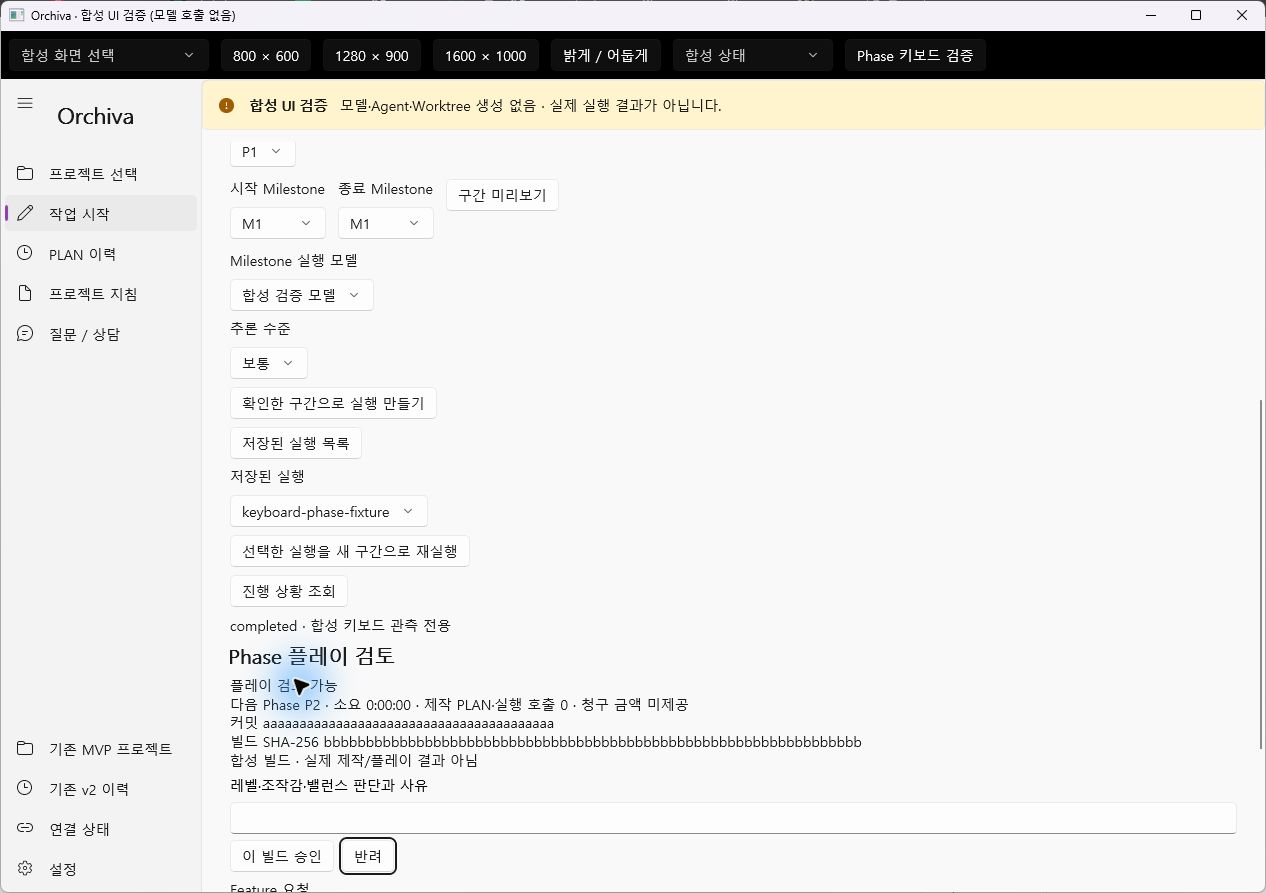 Orchiva · 합성 UI 검증 (모델 호출 없음)
합성 화면 선택 800 × 600 1280 × 900 1600 × 1000 밝게 / 어둡게 합성 상태 Phase 키보드 검증
Orchiva
프로젝트 선택
작업 시작
PLAN 이력
프로젝트 지침
질문 / 상담
기존 MVP 프로젝트
기존 v2 이력
연결 상태
설정
합성 UI 검증 모델·Agent·Worktree 생성 없음 · 실제 실행 결과가 아닙니다.
P1
시작 Milestone 종료 Milestone 구간 미리보기
M1 M1
Milestone 실행 모델
합성 검증 모델
추론 수준
보통
확인한 구간으로 실행 만들기
저장된 실행 목록
저장된 실행
keyboard-phase-fixture
선택한 실행을 새 구간으로 재실행
진행 상황 조회
completed · 합성 키보드 관측 전용
Phase 플레이 검토
플레이 가능
다음 Phase P2 · 소요 0:00:00 · 제작 PLAN·실행 호출 0 · 청구 금액 미제공
커밋 aaaaaaaaaaaaaaaaaaaaaaaaaaaaaaaaaaaaaaaa
빌드 SHA-256 bbbbbbbbbbbbbbbbbbbbbbbbbbbbbbbbbbbbbbbbbbbbbbbbbbbbbbbbbbbbbbbb
합성 빌드 · 실제 제작/플레이 결과 아님
레벨·조작감·밸런스 판단과 사유
이 빌드 승인 반려
Feature 요청